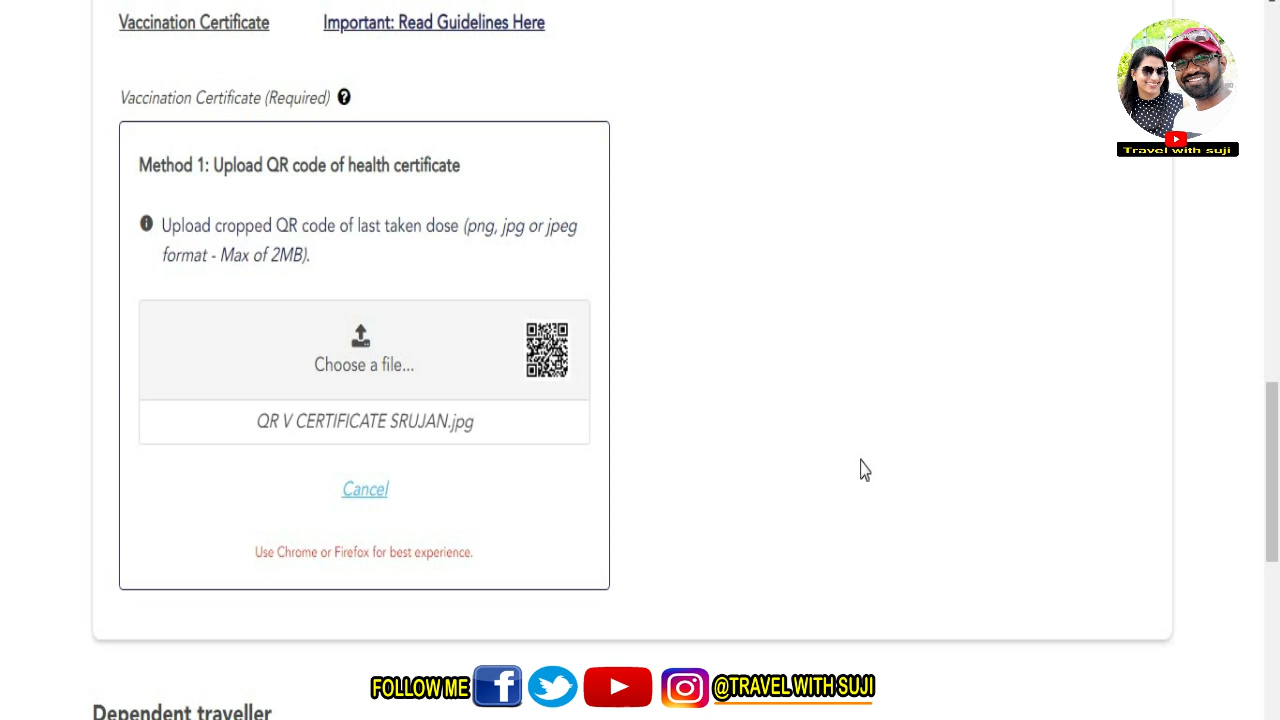 Vaccination Certificate Important: Read Guidelines Here
Travel with suji
Vaccination Certificate (Required) ?
Method 1: Upload QR code of health certificate
Upload cropped QR code of last taken dose (png, jpg or jpeg
format - Max of 2MB).
Choose a file...
QR V CERTIFICATE SRUJAN.jpg
Cancel
Use Chrome or Firefox for best experience.
FOLLOW ME @TRAVEL WITH SUJI
Dependent traveller